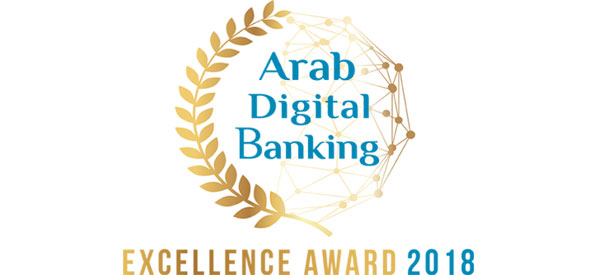 Arab
Digital
Banking
EXCELLENCE AWARD 2018